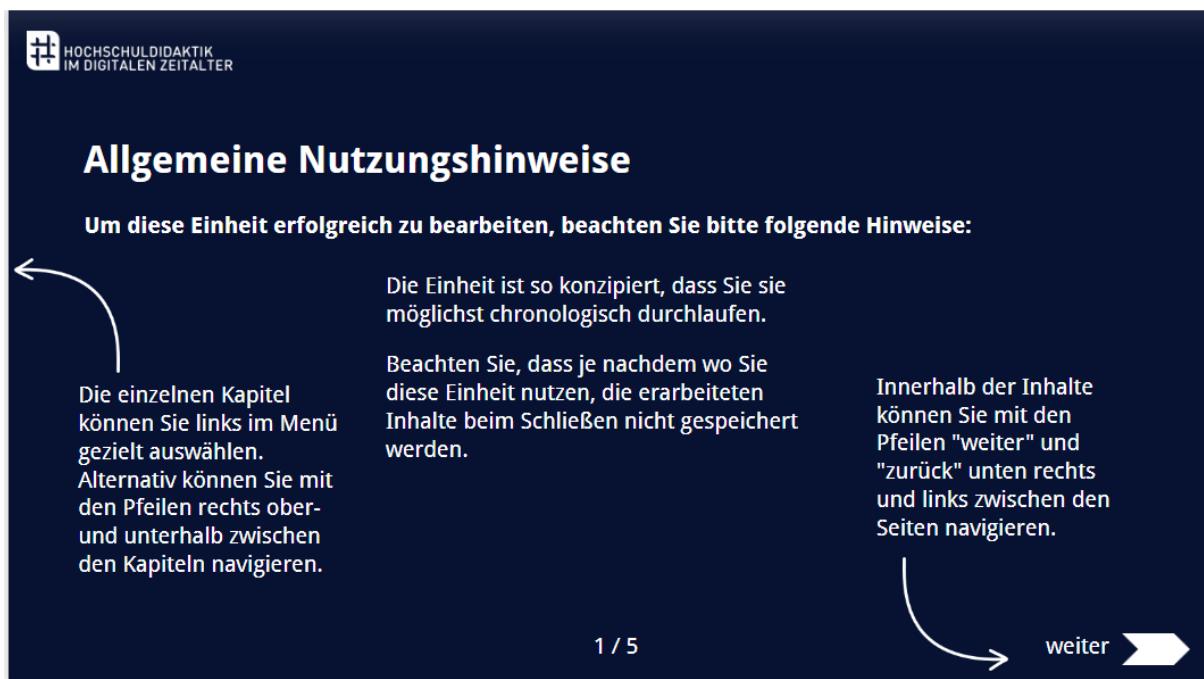 HOCHSCHULDIDAKTIK
IM DIGITALEN ZEITALTER
Allgemeine Nutzungshinweise
Um diese Einheit erfolgreich zu bearbeiten, beachten Sie bitte folgende Hinweise:
Die einzelnen Kapitel
können Sie links im Menü
gezielt auswählen.
Alternativ können Sie mit
den Pfeilen rechts ober-
und unterhalb zwischen
den Kapiteln navigieren.
Die Einheit ist so konzipiert, dass Sie sie
möglichst chronologisch durchlaufen.
Beachten Sie, dass je nachdem wo Sie
diese Einheit nutzen, die erarbeiteten
Inhalte beim Schließen nicht gespeichert
werden.
Innerhalb der Inhalte
können Sie mit den
Pfeilen "weiter" und
"zurück" unten rechts
und links zwischen den
Seiten navigieren.
1 / 5
weiter